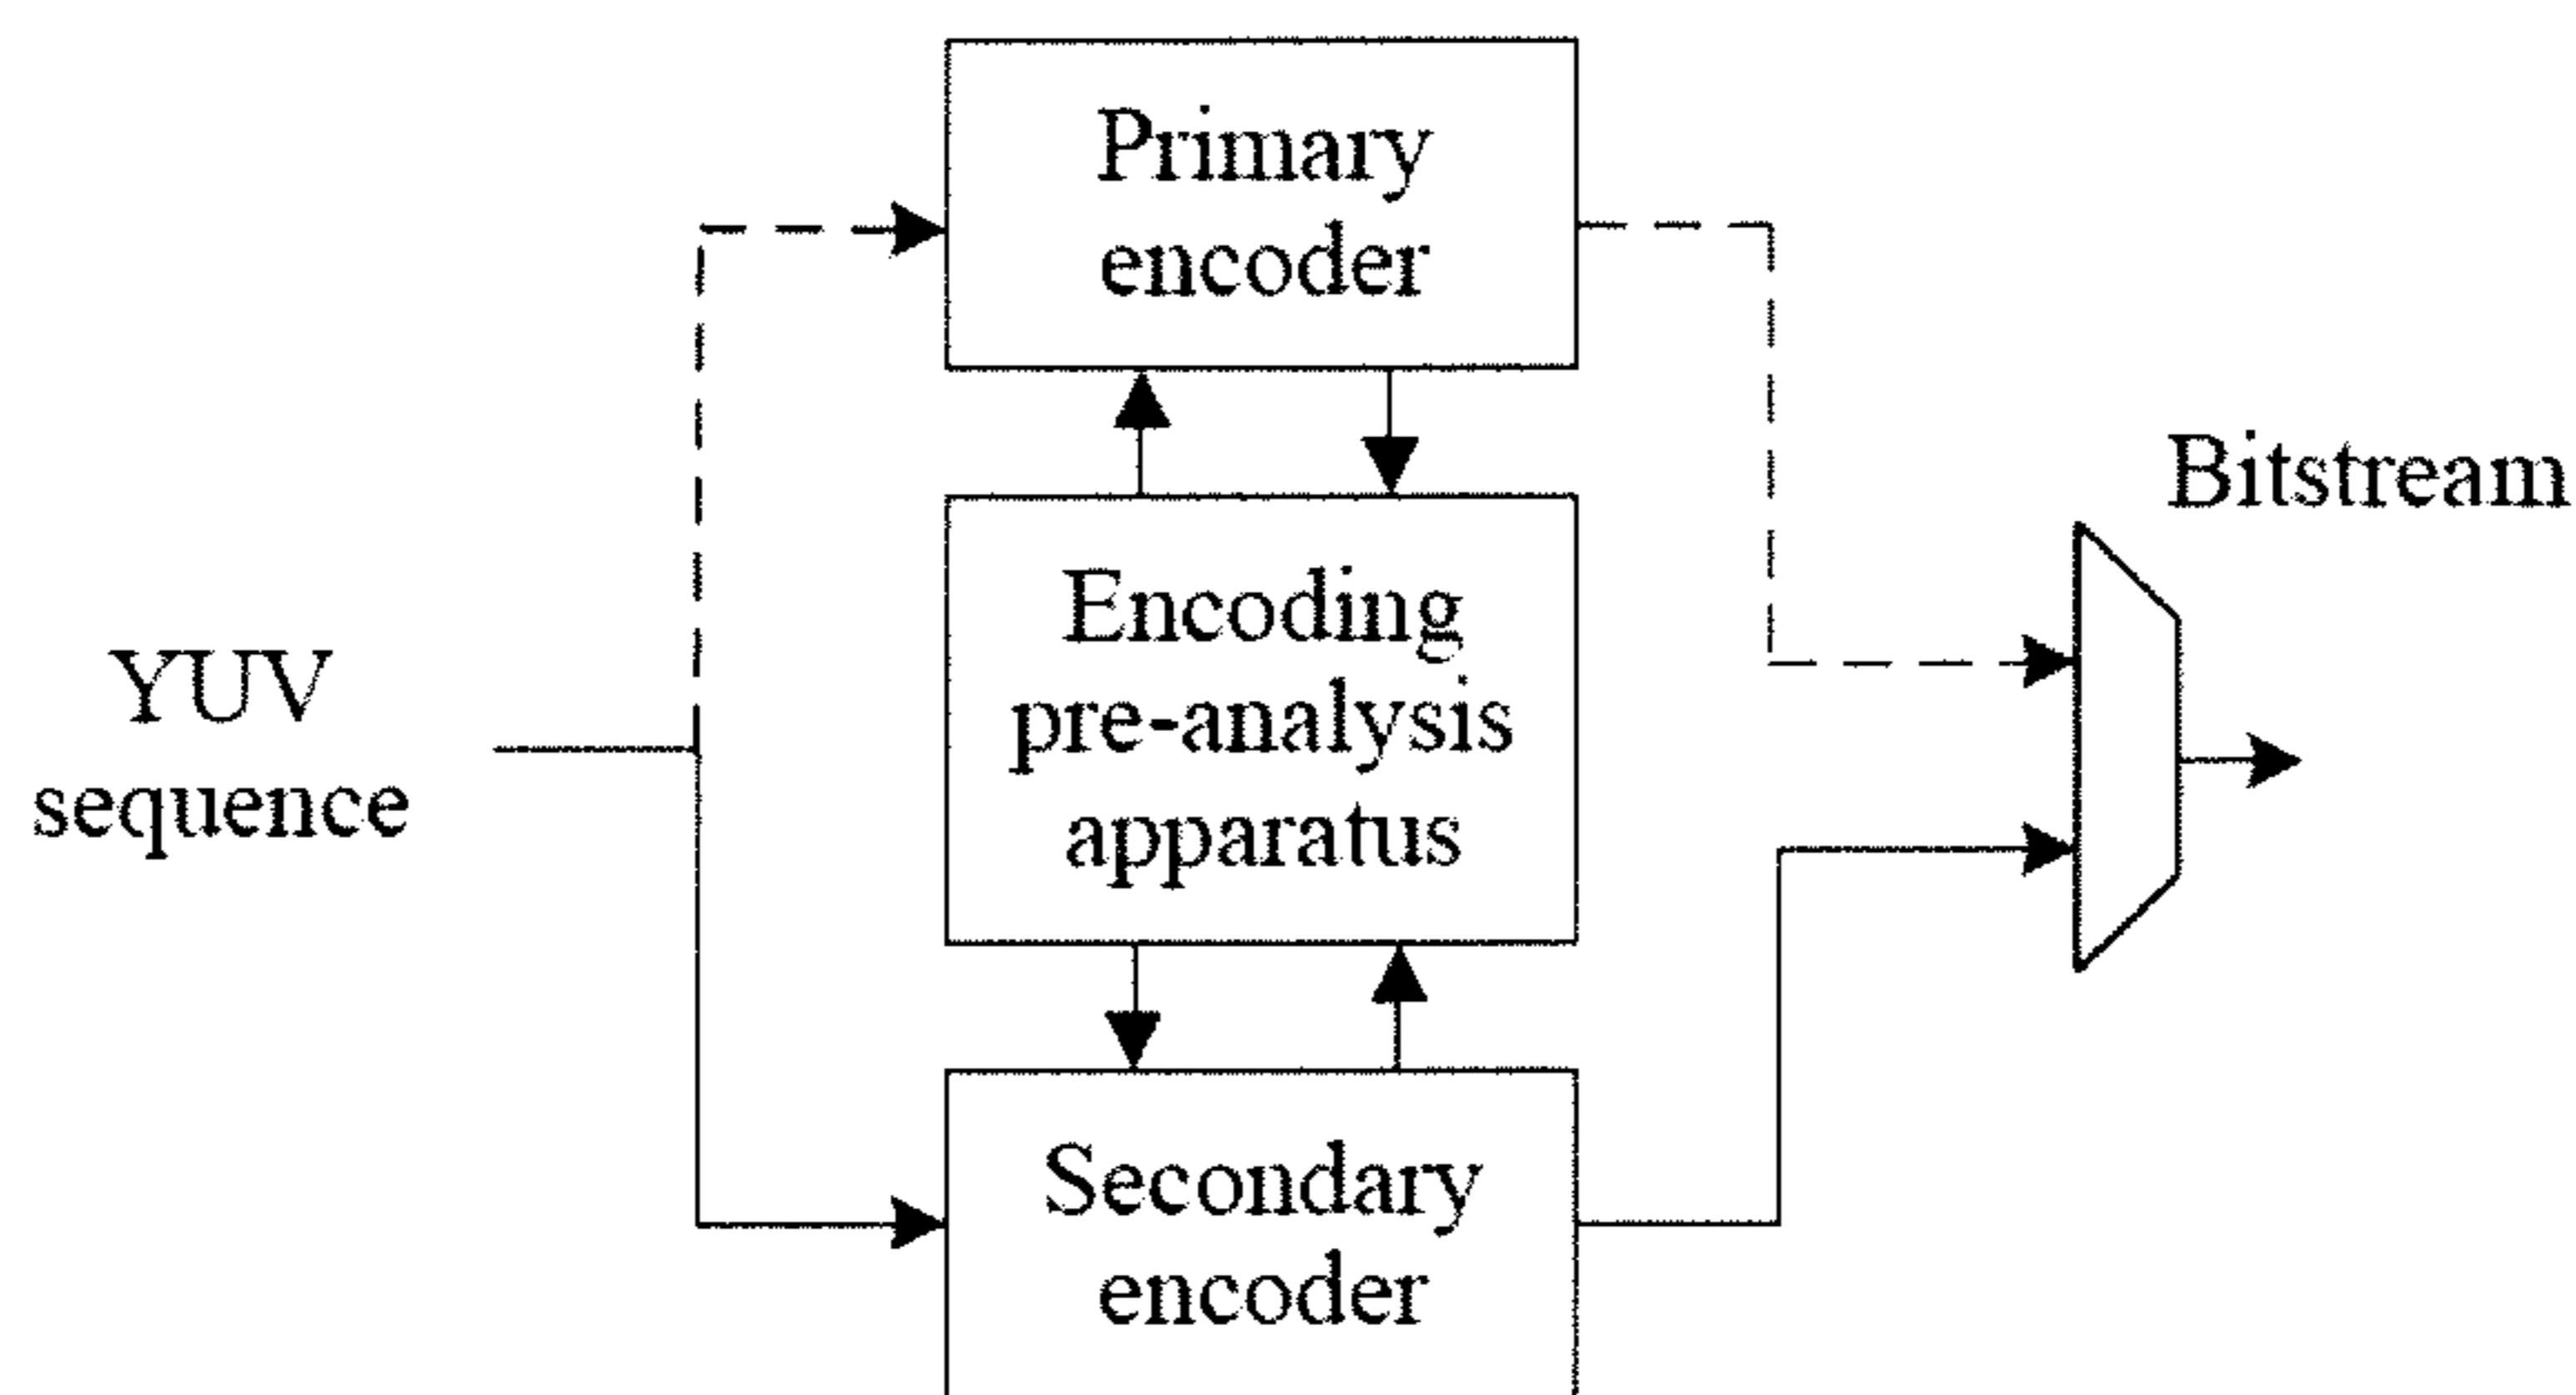 Primary
encoder
Bitstream
Encoding
pre-analysis
apparatus
YUV
sequence
Secondary
encoder